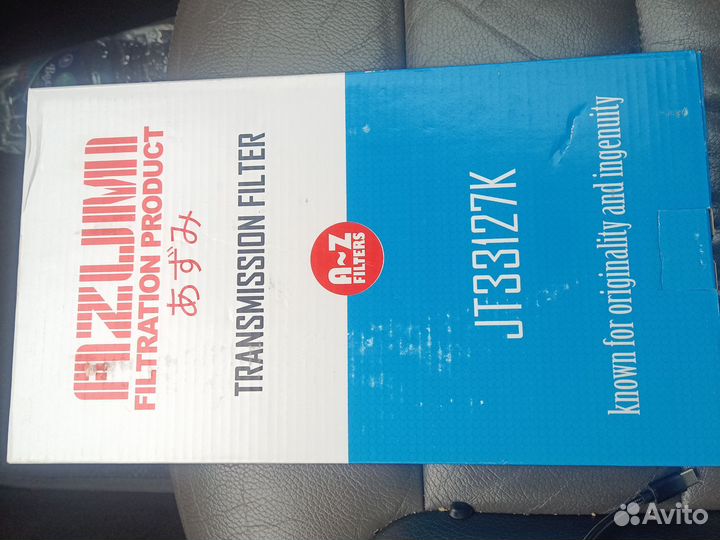 AZUMI
FILTRATION PRODUCT
あずみ
TRANSMISSION FILTER
A~Z
FILTERS
JT33127K
known for originality and ingenuity
Avito